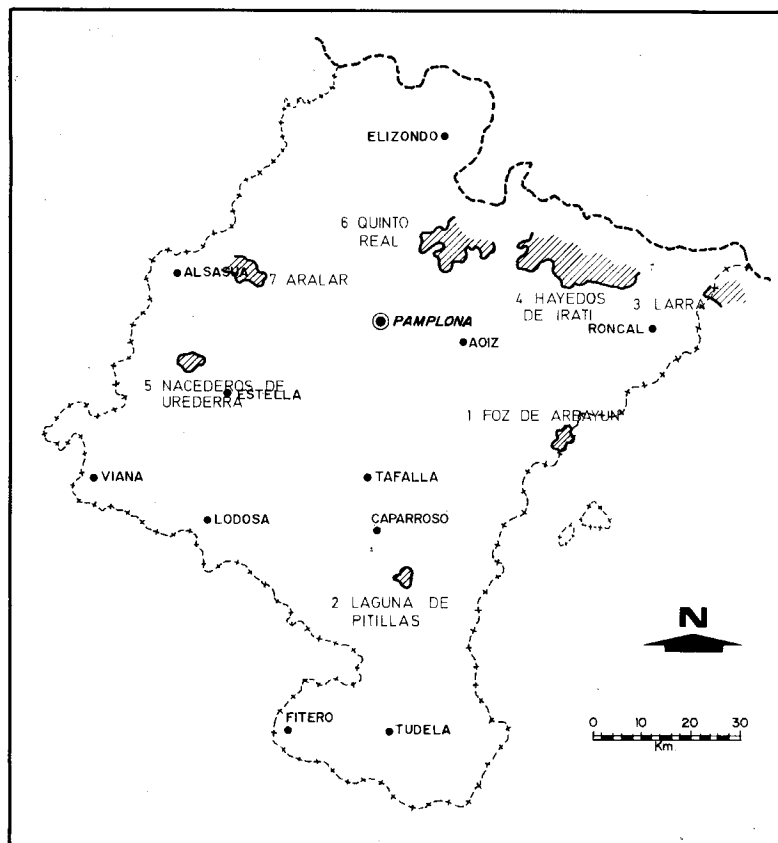 ELIZONDO
6 QUINTO
REAL
ALSASUA
7 ARALAR
4 HAYEDOS
DE IRATI
3 LARRA
PAMPLONA
RONCAL
AOIZ
5 NACEDEROS DE
UREDERRA
ESTELLA
1 FOZ DE ARBAYUN
VIANA
TAFALLA
LODOSA
CAPARROSO
2 LAGUNA DE
PITILLAS
N
FITERO
TUDELA
0 10 20 30
Km.